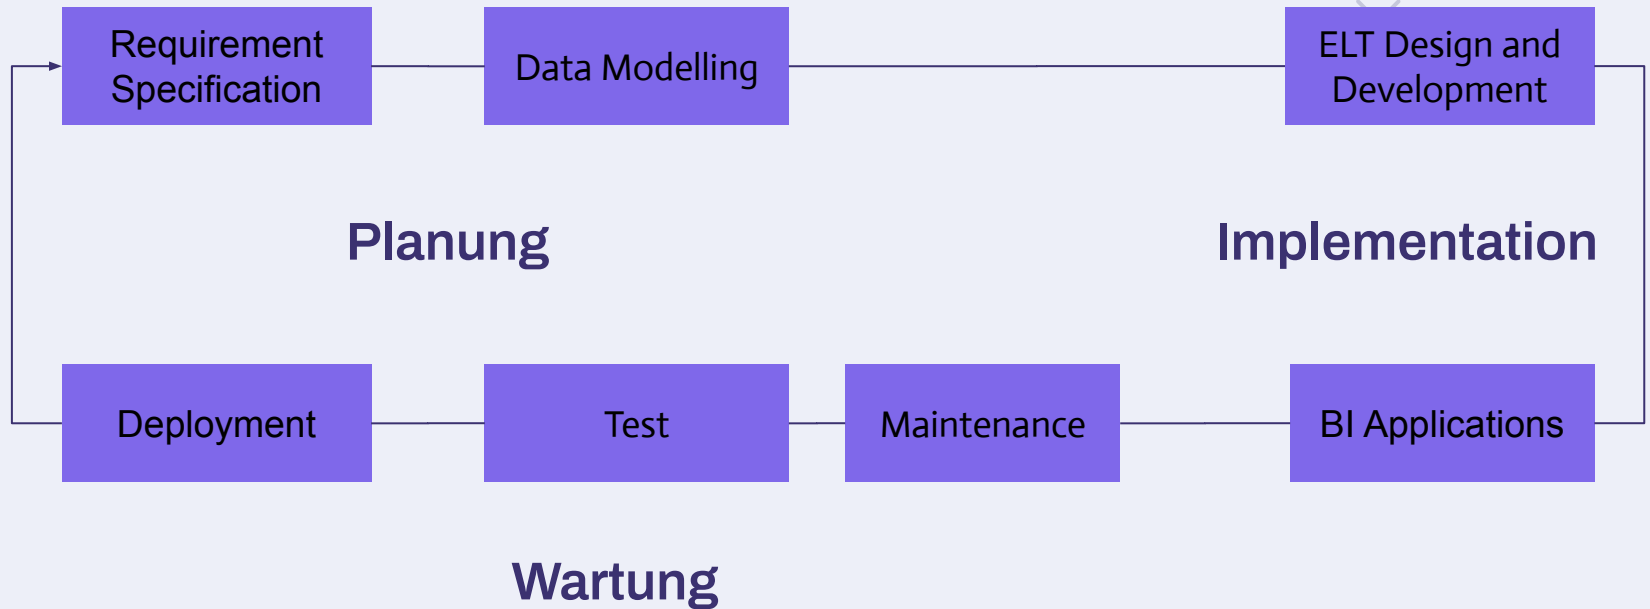 Requirement
Specification
Data Modelling
ELT Design and
Development
Planung
Implementation
Deployment
Test
Maintenance
BI Applications
Wartung